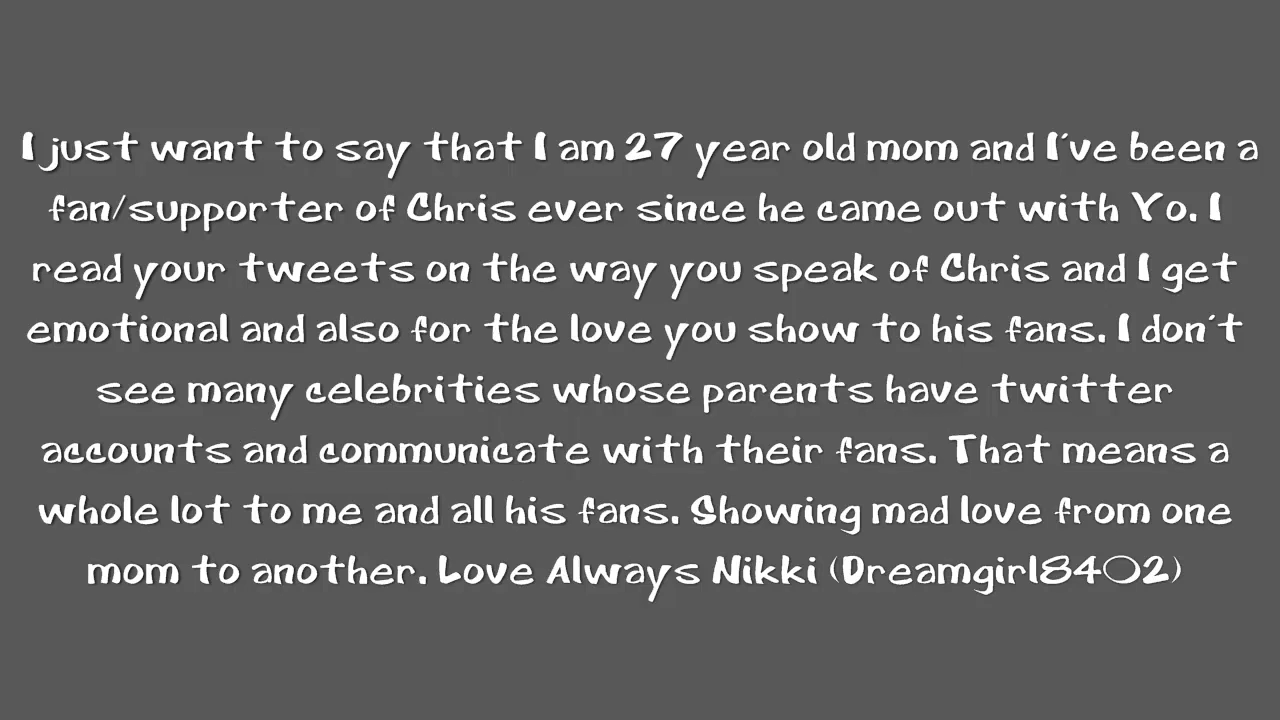 I just want to say that I am 27 year old mom and I've been a
fan/supporter of Chris ever since he came out with Yo. I
read your tweets on the way you speak of Chris and I get
emotional and also for the love you show to his fans. I don't
see many celebrities whose parents have twitter
accounts and communicate with their fans. That means a
whole lot to me and all his fans. Showing mad love from one
mom to another. Love Always Nikki (Dreamgirl8402)